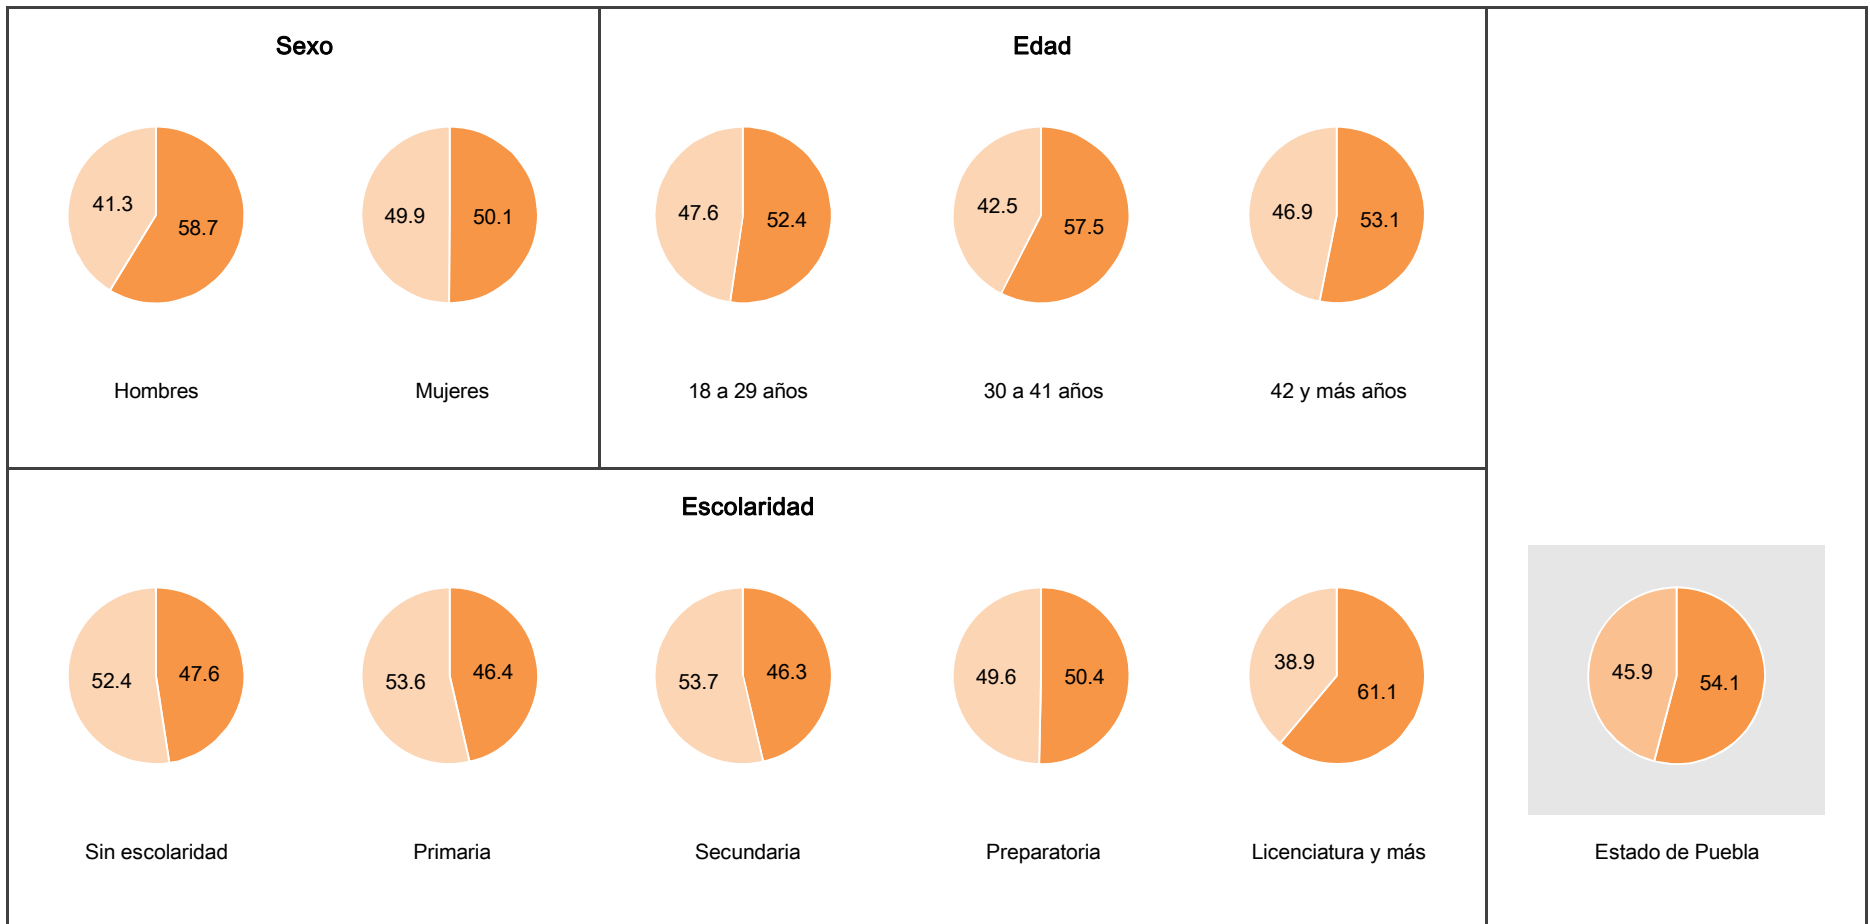 Sexo
41.3
58.7
49.9
50.1
Hombres
Mujeres
Edad
47.6
52.4
42.5
57.5
46.9
53.1
18 a 29 años
30 a 41 años
42 y más años
Escolaridad
52.4
47.6
53.6
46.4
53.7
46.3
49.6
50.4
38.9
61.1
Sin escolaridad
Primaria
Secundaria
Preparatoria
Licenciatura y más
45.9
54.1
Estado de Puebla